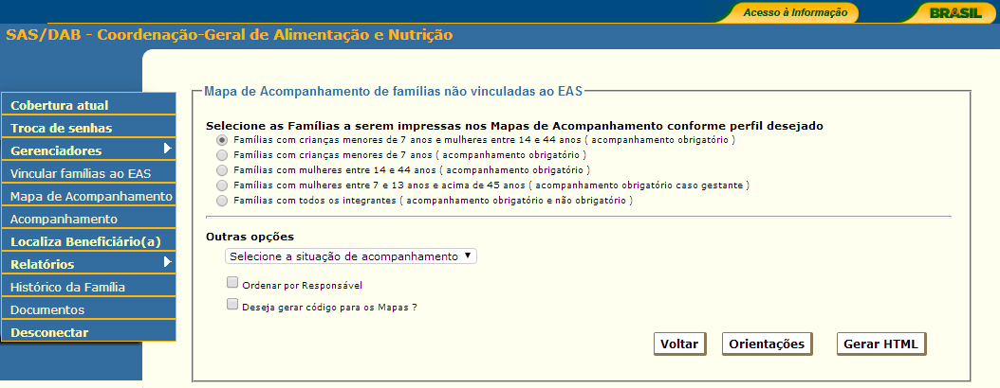 Acesso à Informação
BRASIL
SAS/DAB - Coordenação-Geral de Alimentação e Nutrição
Cobertura atual
Troca de senhas
Gerenciadores
Vincular famílias ao EAS
Mapa de Acompanhamento
Acompanhamento
Localiza Beneficiário(a)
Relatórios
Histórico da Família
Documentos
Desconectar
Mapa de Acompanhamento de famílias não vinculadas ao EAS
Selecione as Famílias a serem impressas nos Mapas de Acompanhamento conforme perfil desejado
Famílias com crianças menores de 7 anos e mulheres entre 14 e 44 anos ( acompanhamento obrigatório )
Famílias com crianças menores de 7 anos ( acompanhamento obrigatório )
Famílias com mulheres entre 14 e 44 anos ( acompanhamento obrigatório )
Famílias com mulheres entre 7 e 13 anos e acima de 45 anos ( acompanhamento obrigatório caso gestante )
Famílias com todos os integrantes ( acompanhamento obrigatório e não obrigatório )
Outras opções
Selecione a situação de acompanhamento
Ordenar por Responsável
Deseja gerar código para os Mapas ?
Voltar
Orientações
Gerar HTML